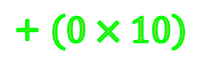 + (0 × 10)